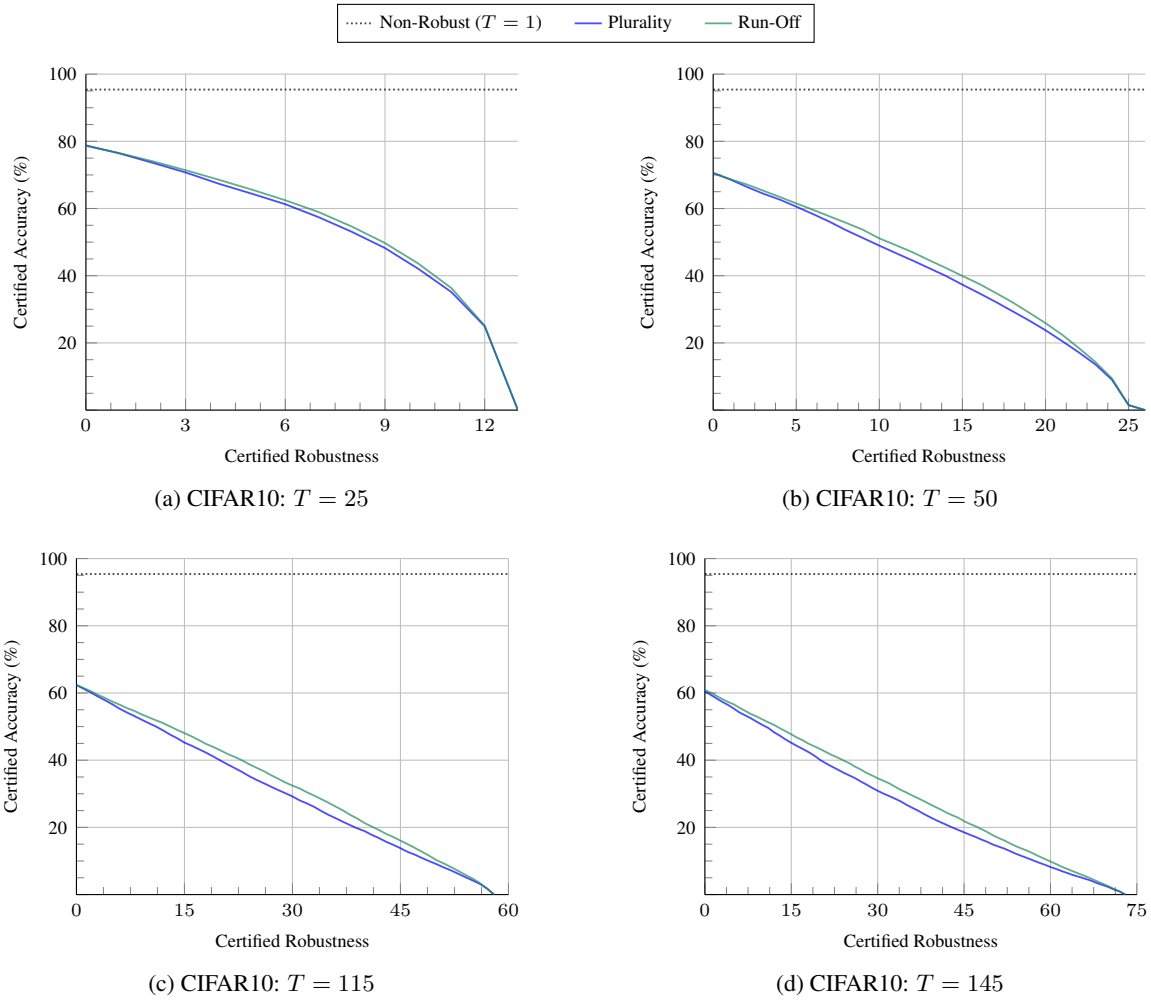 Non-Robust (T = 1) Plurality Run-Off
100
80
60
40
20
0 3 6 9 12
Certified Accuracy (%)
Certified Robustness
(a) CIFAR10: T = 25
100
80
60
40
20
0 5 10 15 20 25
Certified Accuracy (%)
Certified Robustness
(b) CIFAR10: T = 50
100
80
60
40
20
0 15 30 45 60
Certified Accuracy (%)
Certified Robustness
(c) CIFAR10: T = 115
100
80
60
40
20
0 15 30 45 60 75
Certified Accuracy (%)
Certified Robustness
(d) CIFAR10: T = 145